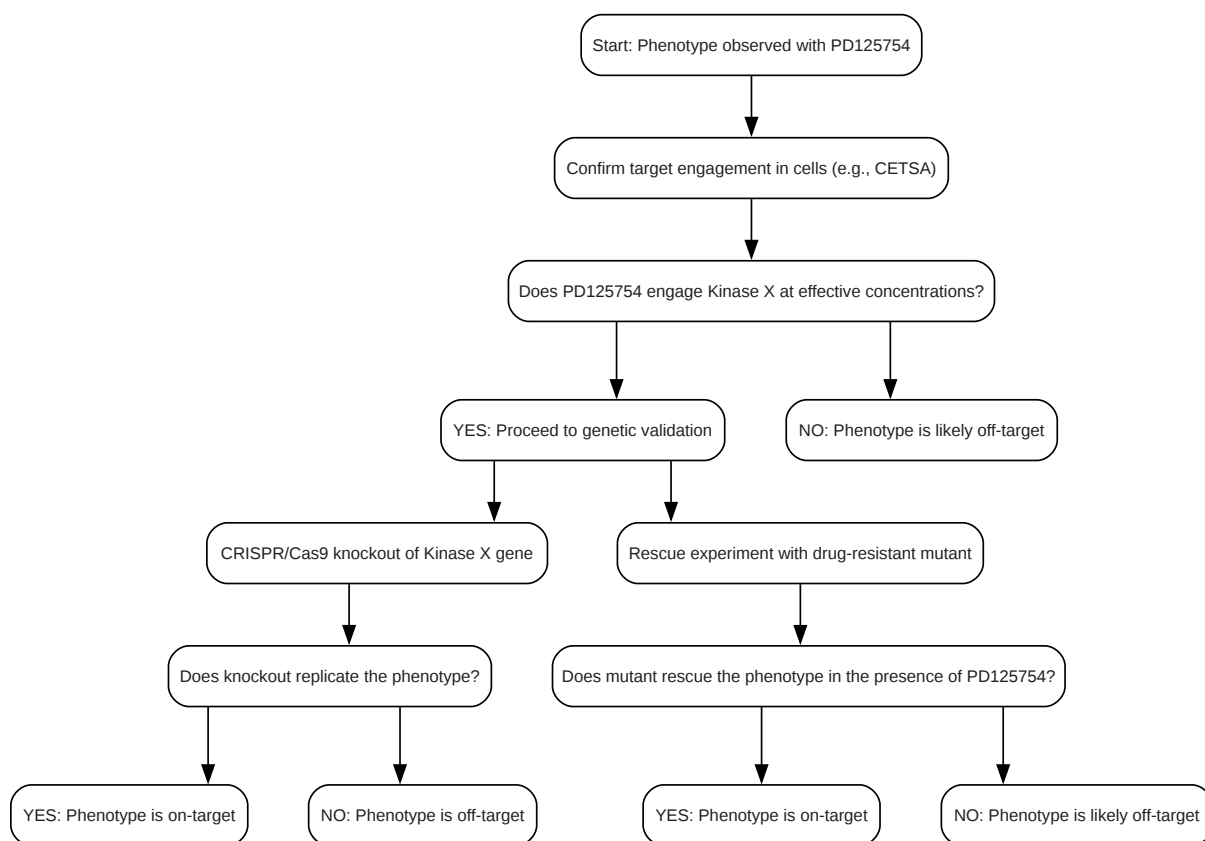 Start: Phenotype observed with PD125754
Confirm target engagement in cells (e.g., CETSA)
Does PD125754 engage Kinase X at effective concentrations?
YES: Proceed to genetic validation
NO: Phenotype is likely off-target
CRISPR/Cas9 knockout of Kinase X gene
Rescue experiment with drug-resistant mutant
Does knockout replicate the phenotype?
Does mutant rescue the phenotype in the presence of PD125754?
YES: Phenotype is on-target
NO: Phenotype is off-target
YES: Phenotype is on-target
NO: Phenotype is likely off-target